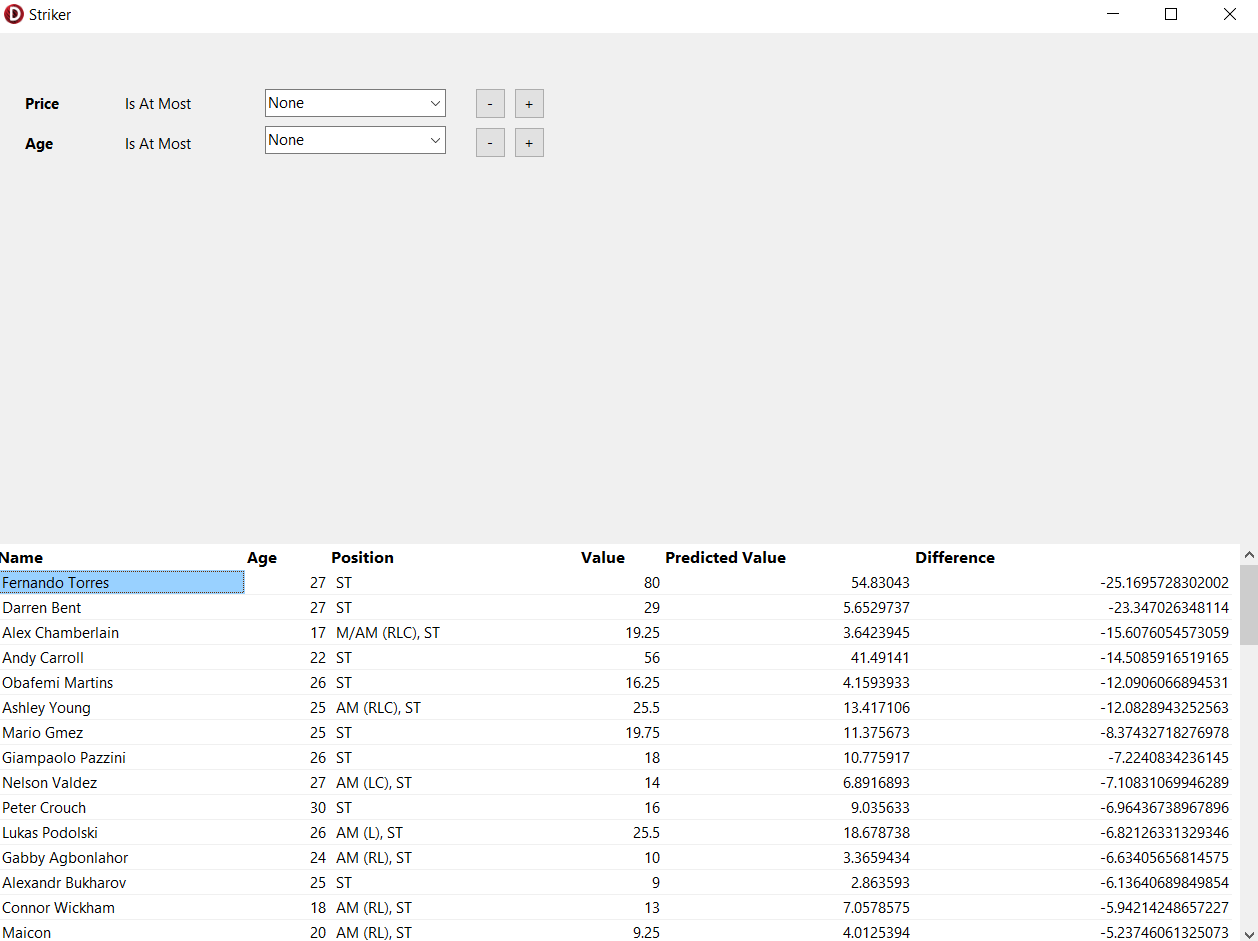 Striker
Price Is At Most None - +
Age Is At Most None - +
Name Age Position Value Predicted Value Difference
Fernando Torres 27 ST 80 54.83043 -25.1695728302002
Darren Bent 27 ST 29 5.6529737 -23.347026348114
Alex Chamberlain 17 M/AM (RLC), ST 19.25 3.6423945 -15.6076054573059
Andy Carroll 22 ST 56 41.49141 -14.5085916519165
Obafemi Martins 26 ST 16.25 4.1593933 -12.0906066894531
Ashley Young 25 AM (RLC), ST 25.5 13.417106 -12.0828943252563
Mario Gmez 25 ST 19.75 11.375673 -8.37432718276978
Giampaolo Pazzini 26 ST 18 10.775917 -7.2240834236145
Nelson Valdez 27 AM (LC), ST 14 6.8916893 -7.10831069946289
Peter Crouch 30 ST 16 9.035633 -6.96436738967896
Lukas Podolski 26 AM (L), ST 25.5 18.678738 -6.82126331329346
Gabby Agbonlahor 24 AM (RL), ST 10 3.3659434 -6.63405656814575
Alexandr Bukharov 25 ST 9 2.863593 -6.13640689849854
Connor Wickham 18 AM (RL), ST 13 7.0578575 -5.94214248657227
Maicon 20 AM (RL), ST 9.25 4.0125394 -5.23746061325073